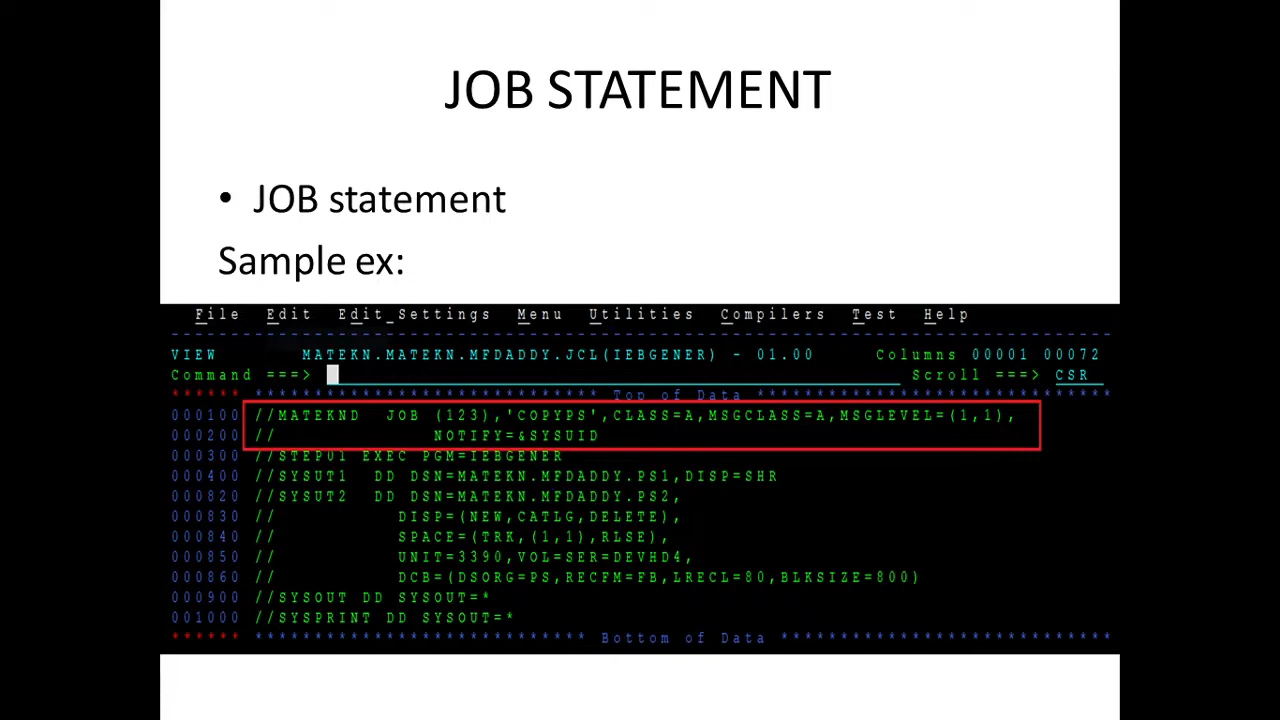 JOB STATEMENT
• JOB statement
Sample ex:
File Edit Edit_Settings Menu Utilities Compilers Test Help
VIEW MATEKN.MATEKN.MFDADDY.JCL(IEBGENER) - 01.00 Columns 00001 00072
Command ===> Scroll ===> CSR
****** *************************** Top of Data ******************************
000100 //MATEKND JOB (123),'COPYPS',CLASS=A,MSGCLASS=A,MSGLEVEL=(1,1),
000200 // NOTIFY=&SYSUID
000300 //STEP01 EXEC PGM=IEBGENER
000400 //SYSUT1 DD DSN=MATEKN.MFDADDY.PS1,DISP=SHR
000820 //SYSUT2 DD DSN=MATEKN.MFDADDY.PS2,
000830 // DISP=(NEW,CATLG,DELETE),
000840 // SPACE=(TRK,(1,1),RLSE),
000850 // UNIT=3390,VOL=SER=DEVHD4,
000860 // DCB=(DSORG=PS,RECFM=FB,LRECL=80,BLKSIZE=800)
000900 //SYSOUT DD SYSOUT=*
001000 //SYSPRINT DD SYSOUT=*
****** **************************** Bottom of Data ****************************